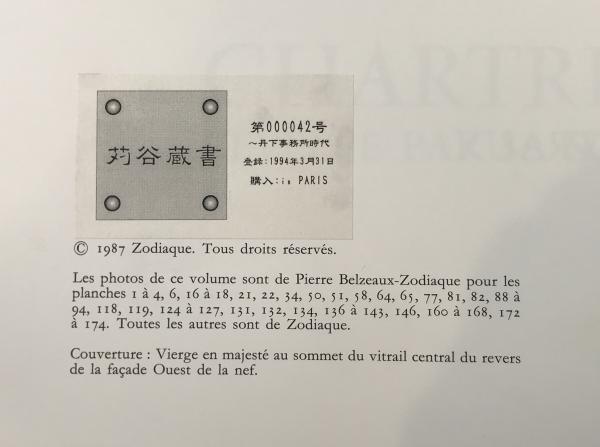 CHARTRE
苅谷蔵書
第000042号
～丹下事務所時代
登録:1994年3月31日
購入:in PARIS
© 1987 Zodiaque. Tous droits réservés.
Les photos de ce volume sont de Pierre Belzeaux-Zodiaque pour les
planches 1 à 4, 6, 16 à 18, 21, 22, 34, 50, 51, 58, 64, 65, 77, 81, 82, 88 à
94, 118, 119, 124 à 127, 131, 132, 134, 136 à 143, 146, 160 à 168, 172
à 174. Toutes les autres sont de Zodiaque.
Couverture : Vierge en majesté au sommet du vitrail central du revers
de la façade Ouest de la nef.